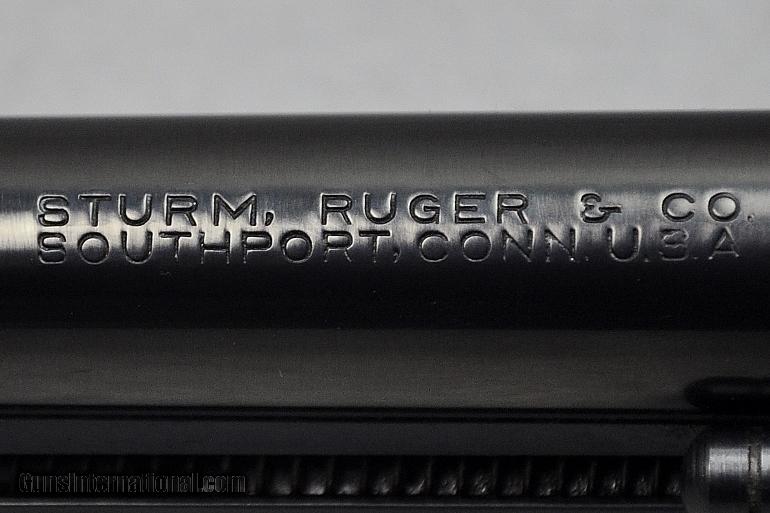 STURM, RUGER & CO.
SOUTHPORT, CONN. U.S.A
GunsInternational.com